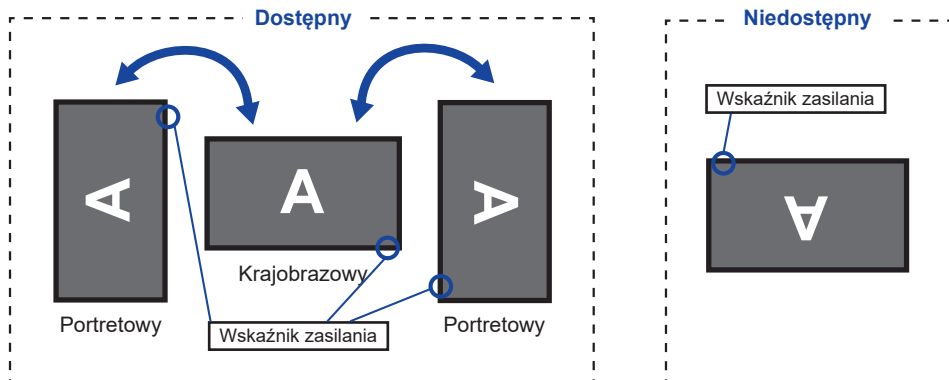 Dostępny
Niedostępny
Wskaźnik zasilania
A
A
A
A
Krajobrazowy
Portretowy
Wskaźnik zasilania
Portretowy